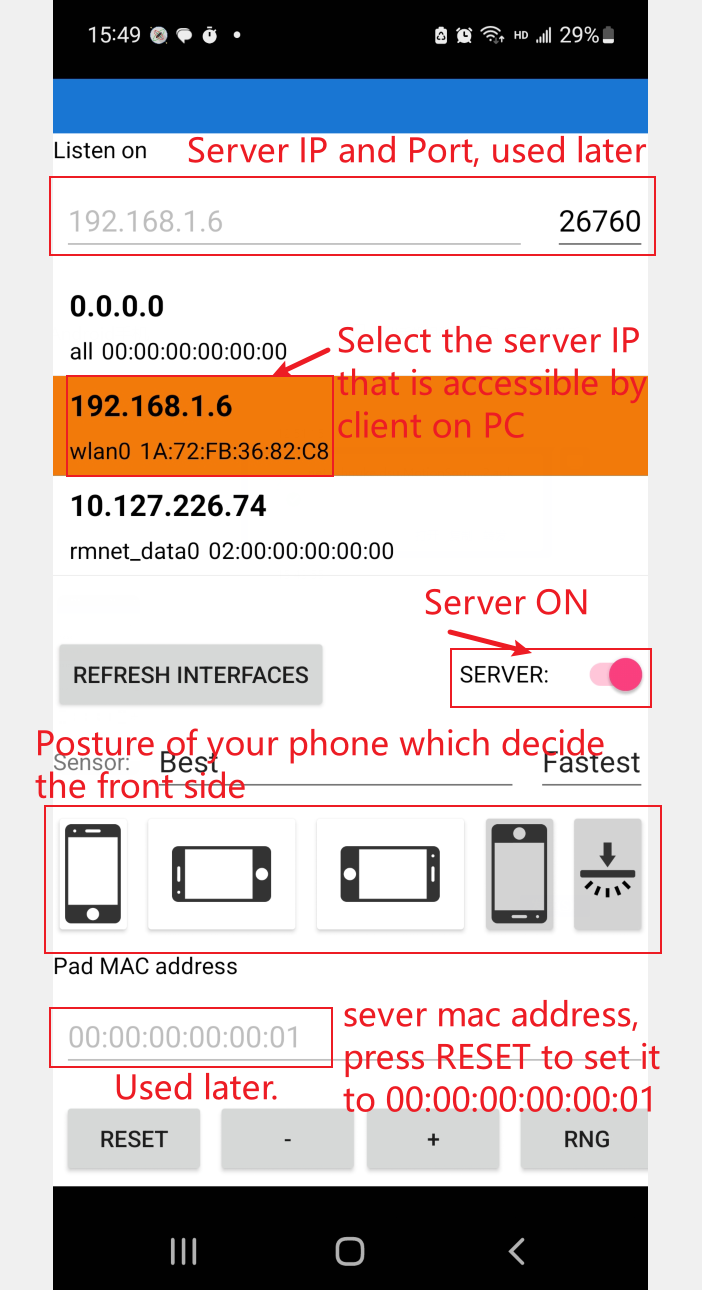 15:49
HD
29%
Listen on
Server IP and Port, used later
192.168.1.6
26760
0.0.0.0
all 00:00:00:00:00:00
Select the server IP
that is accessible by
client on PC
192.168.1.6
wlan0 1A:72:FB:36:82:C8
10.127.226.74
rmnet_data0 02:00:00:00:00:00
Server ON
REFRESH INTERFACES
SERVER:
Posture of your phone which decide
the front side
Sensor:
Best
Fastest
Pad MAC address
00:00:00:00:00:01
sever mac address,
press RESET to set it
to 00:00:00:00:00:01
Used later.
RESET
-
+
RNG